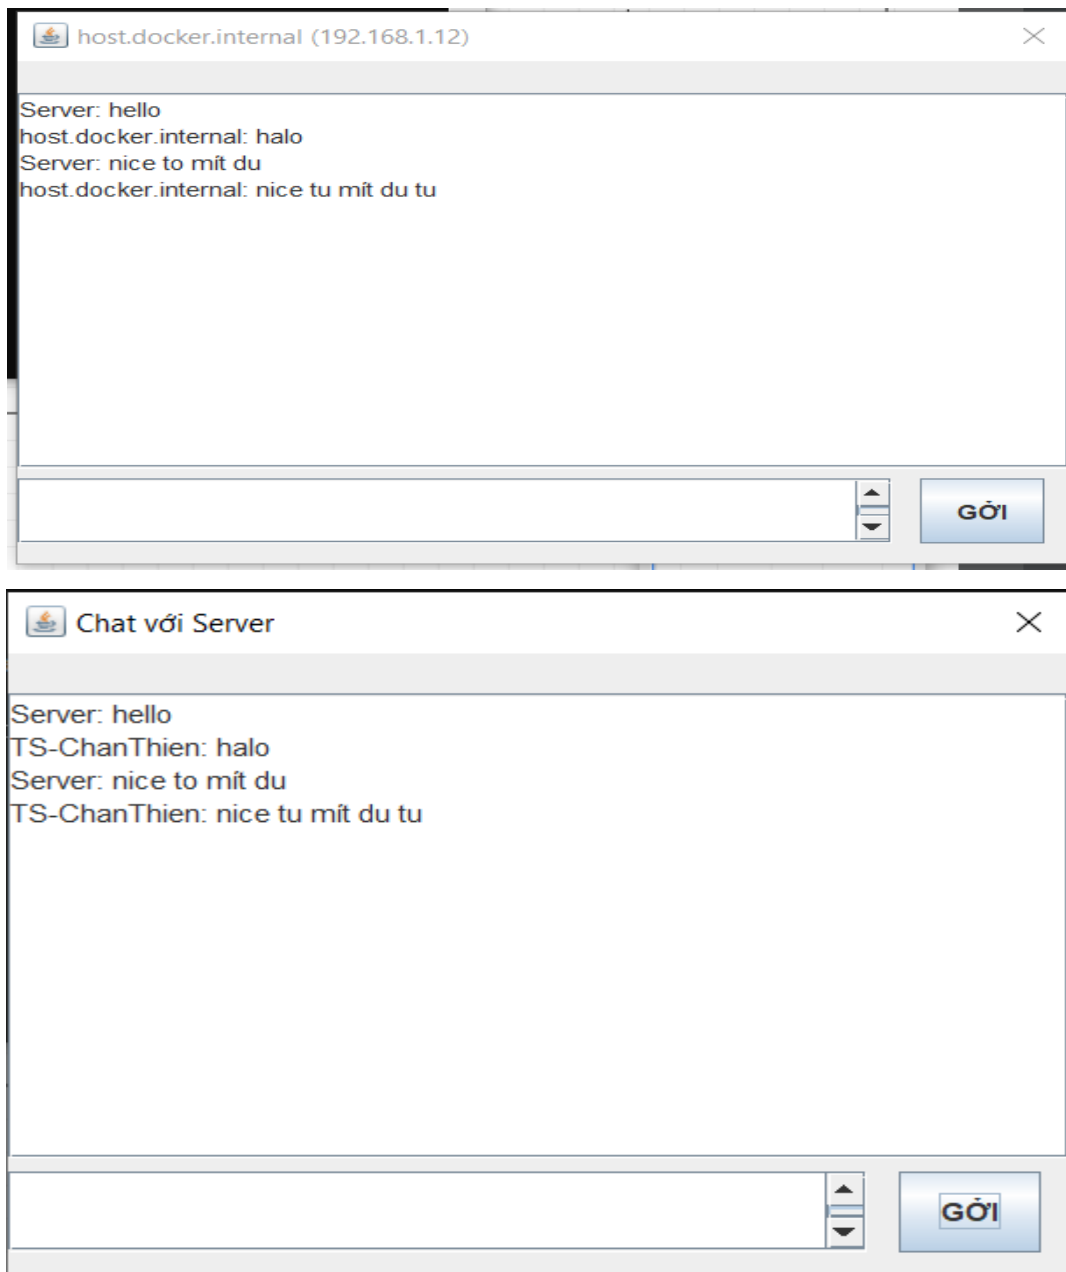 host.docker.internal (192.168.1.12)
Server: hello
host.docker.internal: halo
Server: nice to mít du
host.docker.internal: nice tu mít du tu
GỞI
Chat với Server
Server: hello
TS-ChanThien: halo
Server: nice to mít du
TS-ChanThien: nice tu mít du tu
GỞI